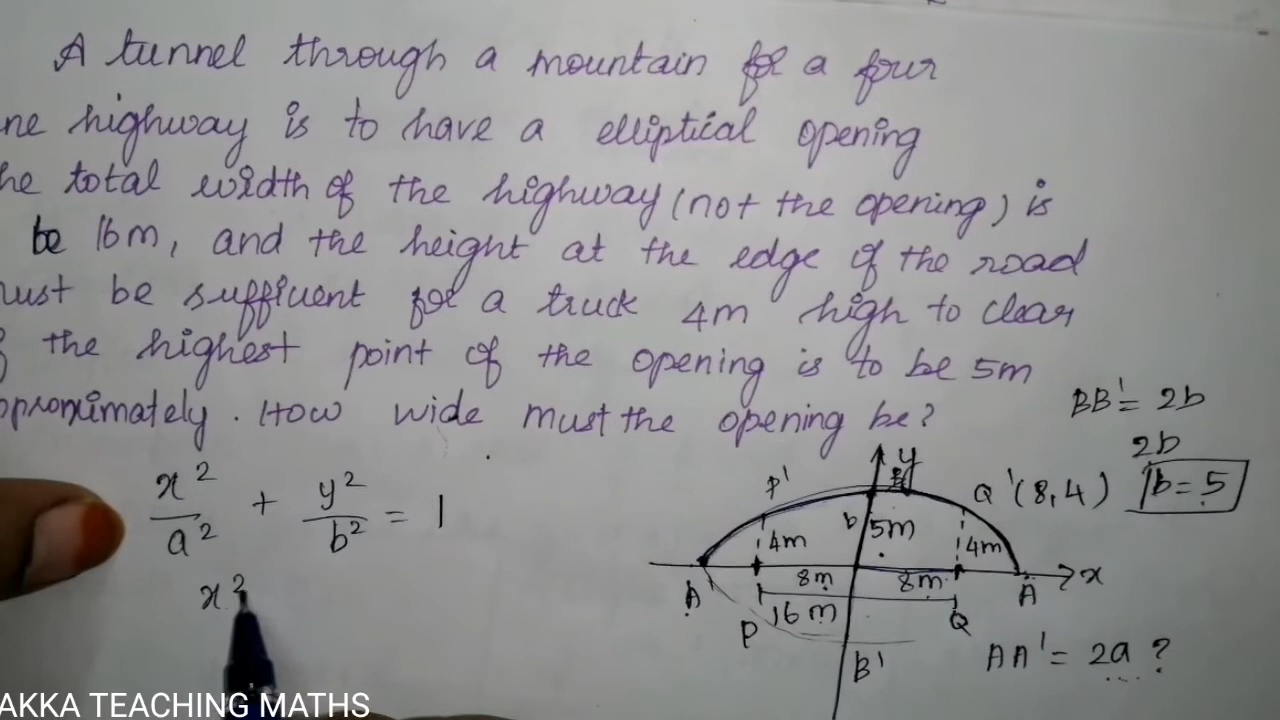 A tunnel through a mountain for a four
ne highway is to have a elliptical opening
he total width of the highway (not the opening) is
be 16m, and the height at the edge of the road
ust be suffiuent for a truck 4m high to clear
the highest point of the opening is to be 5m
pproximately. How wide must the opening be?
BB' = 2b
2b
b = 5
x²/a² + y²/b² = 1
x²
y
P'
B
Q'(8,4)
b
5m
4m
4m
8m
8m
x
A'
A
16m
P
Q
B'
AA' = 2a ?
AKKA TEACHING MATHS